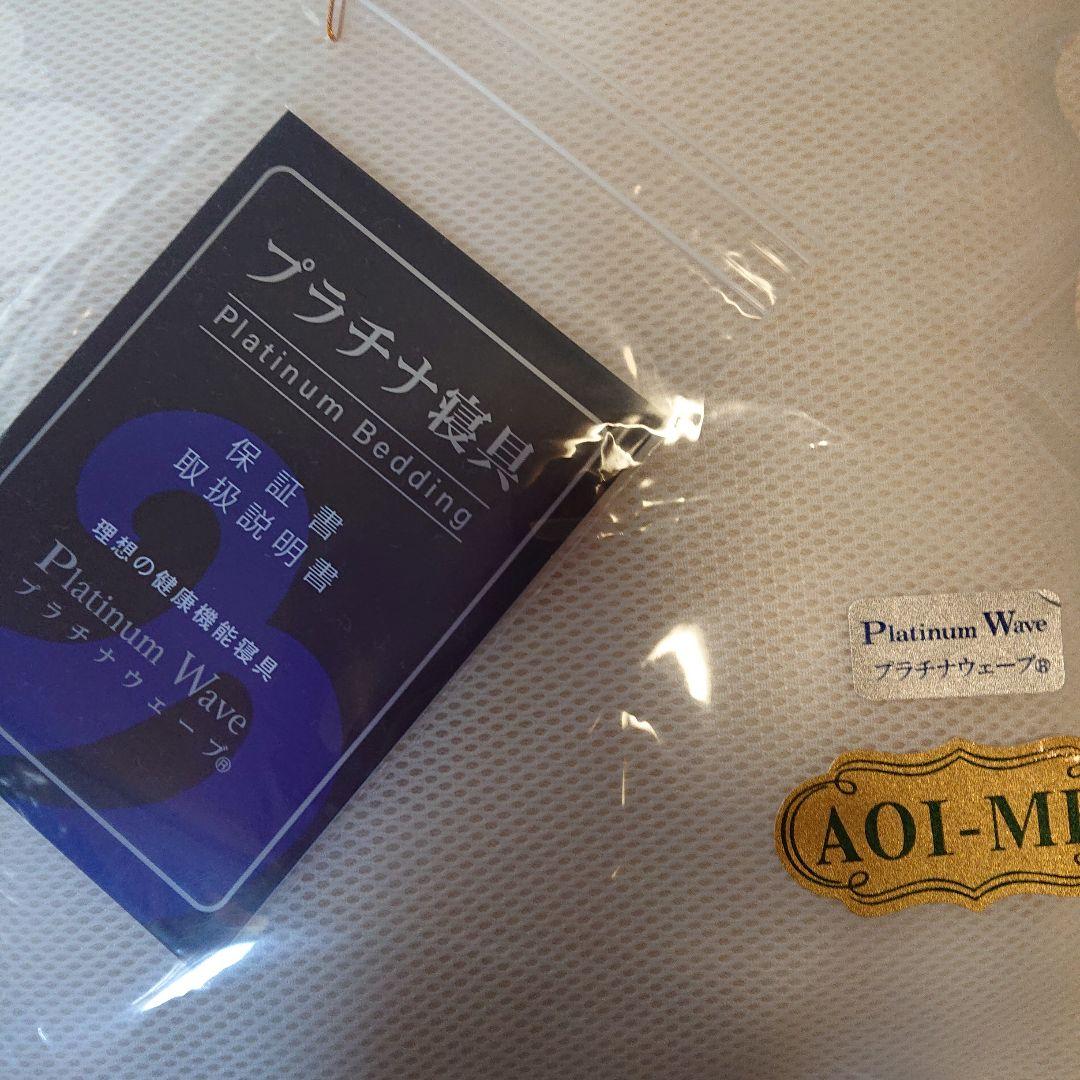 プラチナ寝具
Platinum Bedding
保証書
取扱説明書
理想の健康機能寝具
Platinum Wave
プラチナウェーブ®
Platinum Wave
プラチナウェーブ®